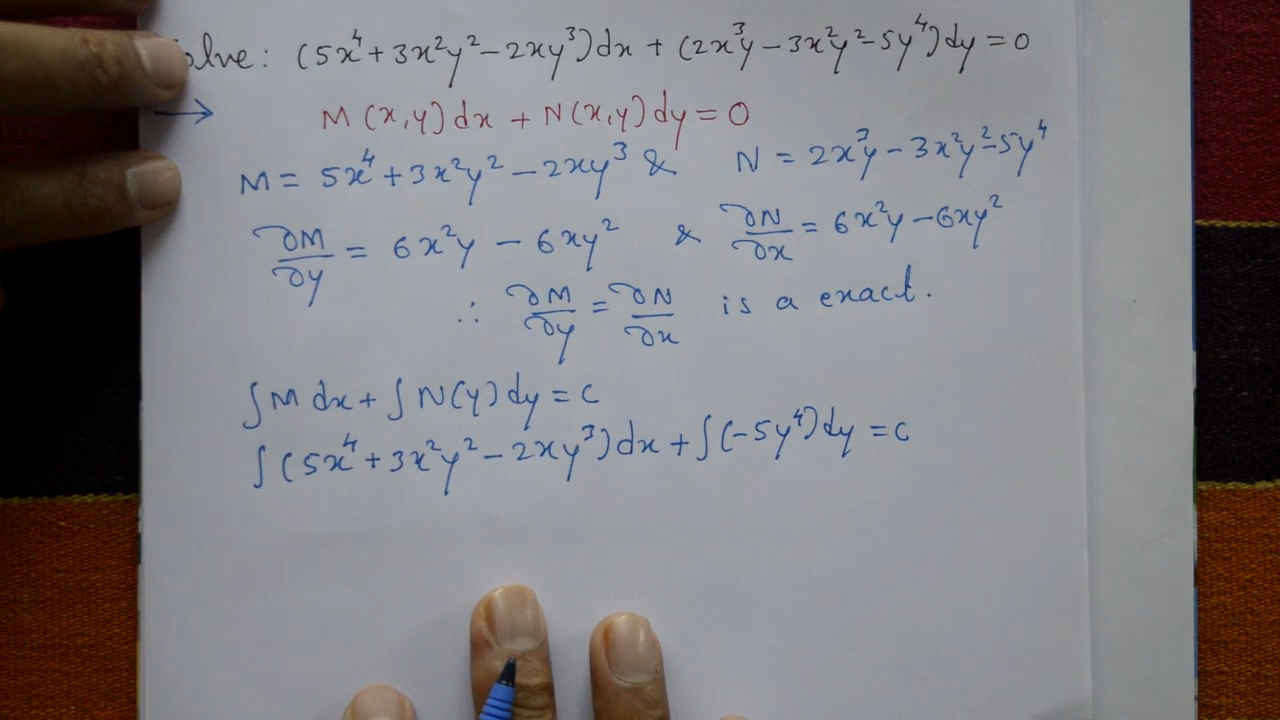 olve: (5x⁴+3x²y²-2xy³)dx + (2x³y-3x²y²-5y⁴)dy=0
→ M(x,y)dx + N(x,y)dy=0
M = 5x⁴+3x²y²-2xy³ & N = 2x³y-3x²y²-5y⁴
∂M/∂y = 6x²y - 6xy² & ∂N/∂x = 6x²y-6xy²
∴ ∂M/∂y = ∂N/∂x is a exact.
∫M dx + ∫N(y)dy = c
∫(5x⁴+3x²y²-2xy³)dx + ∫(-5y⁴)dy = c